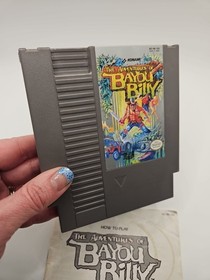 KONAMI
THE ADVENTURES OF
BAYOU
BILLY
HOW TO PLAY
THE ADVENTURES OF
BAYOU
BILLY